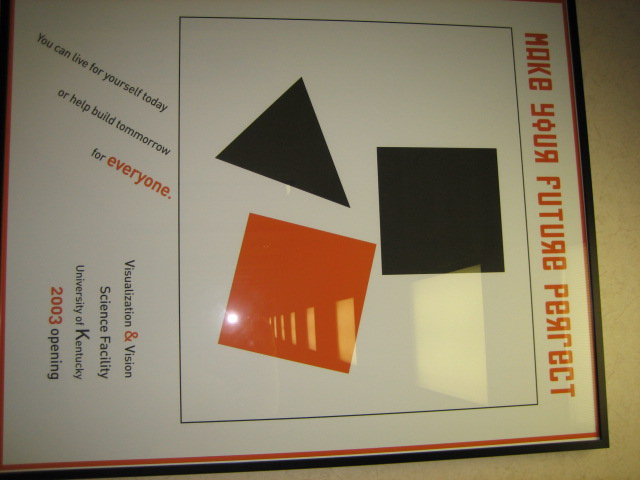 MAKE YOUR FUTURE PERFECT
You can live for yourself today
or help build tommorrow
for everyone.
Visualization & Vision
Science Facility
University of Kentucky
2003 opening